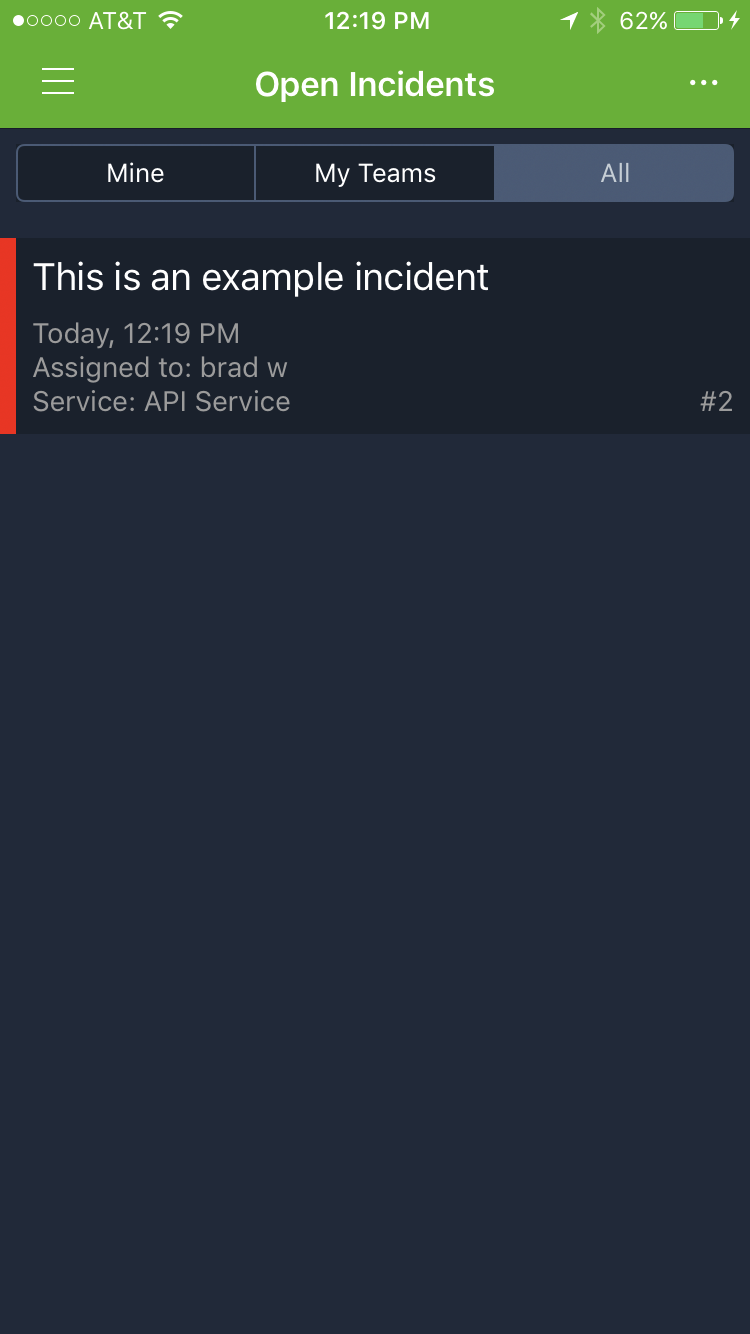 AT&T 12:19 PM 62%
Open Incidents
Mine My Teams All
This is an example incident
Today, 12:19 PM
Assigned to: brad w
Service: API Service #2